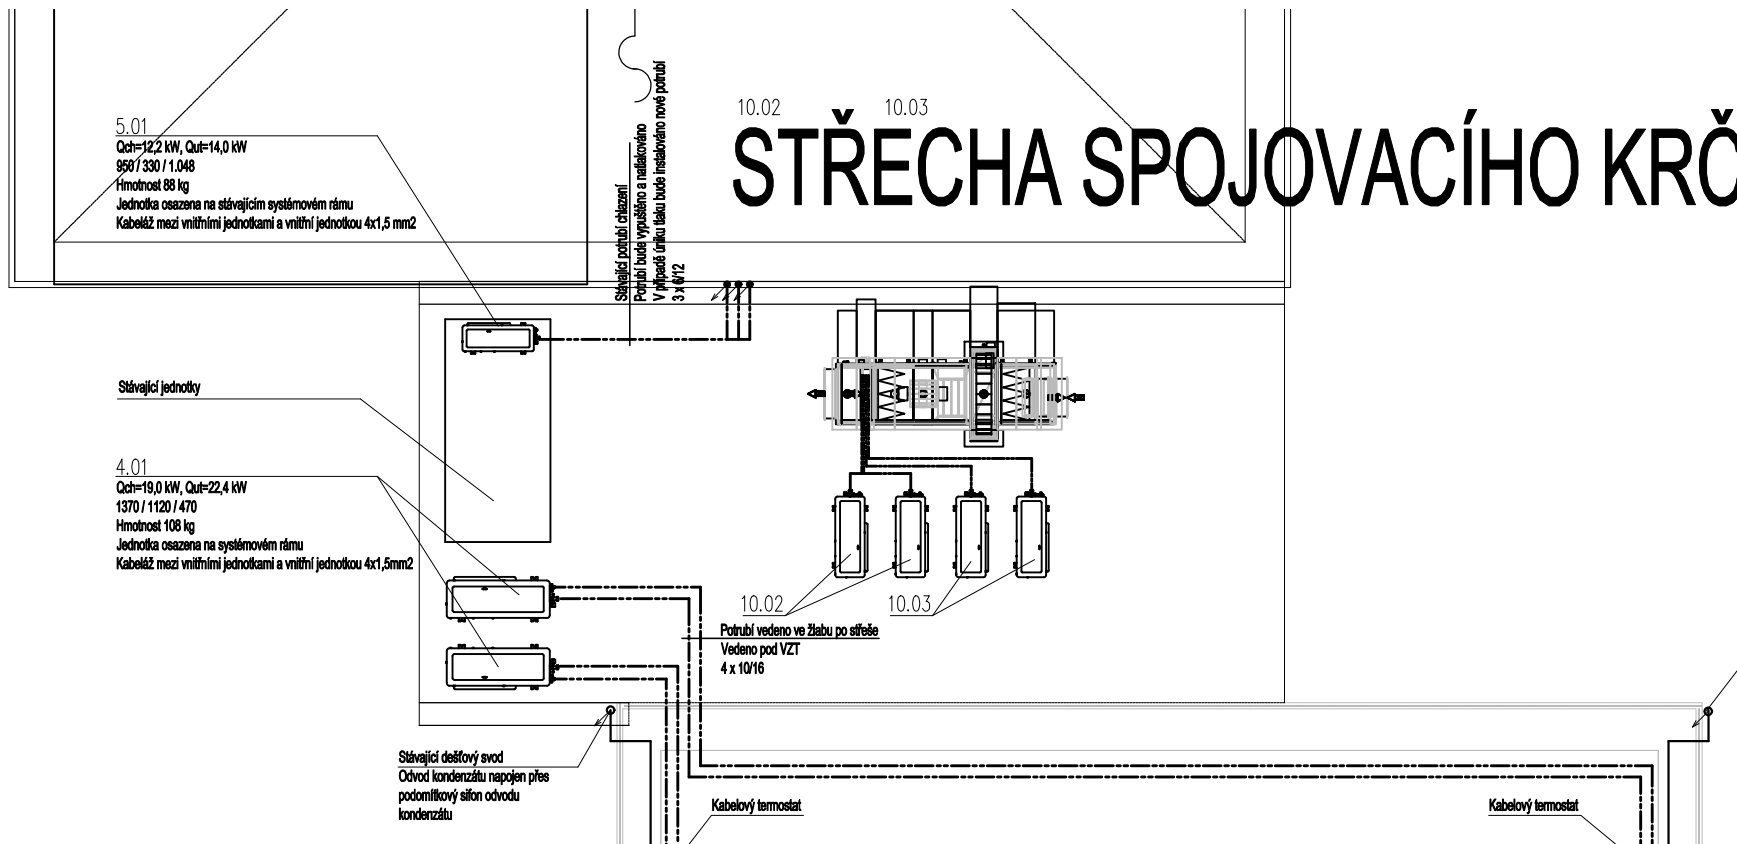 10.02
10.03
STŘECHA SPOJOVACÍHO KRČ
5.01
Qch=12,2 kW, Qut=14,0 kW
950 / 330 / 1.048
Hmotnost 88 kg
Jednotka osazena na stávajícím systémovém rámu
Kabeláž mezi vnitřními jednotkami a vnitřní jednotkou 4x1,5 mm2
Stávající potrubí chlazení
Potrubí bude vypuštěno a natlakováno
V případě úniku tlaku bude instalováno nové potrubí
3 x 6/12
Stávající jednotky
4.01
Qch=19,0 kW, Qut=22,4 kW
1370 / 1120 / 470
Hmotnost 108 kg
Jednotka osazena na systémovém rámu
Kabeláž mezi vnitřními jednotkami a vnitřní jednotkou 4x1,5mm2
10.02
10.03
Potrubí vedeno ve žlabu po střeše
Vedeno pod VZT
4 x 10/16
Stávající dešťový svod
Odvod kondenzátu napojen přes
podomítkový sifon odvodu
kondenzátu
Kabelový termostat
Kabelový termostat